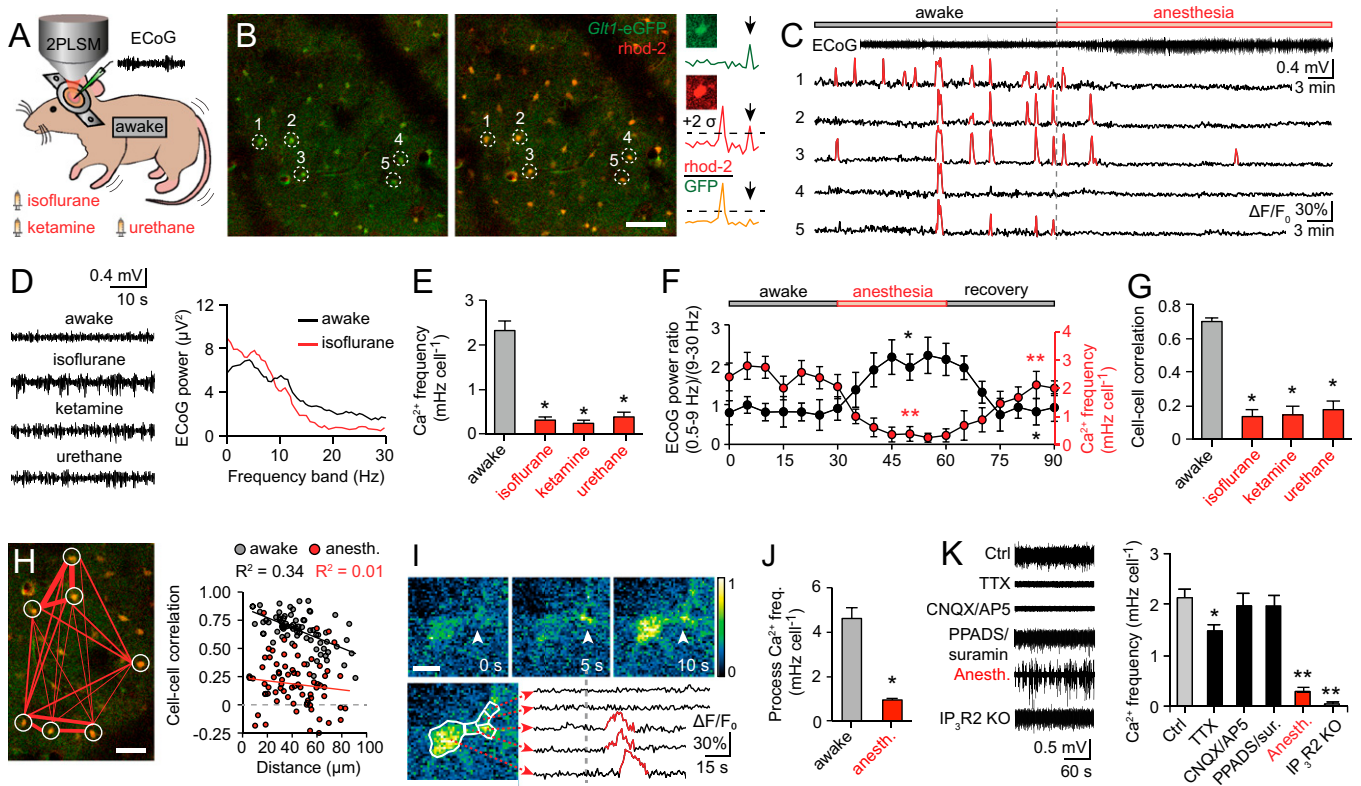 A
2PLSM
ECoG
awake
isoflurane
ketamine
urethane
B
Glt1-eGFP
rhod-2
1
2
3
4
5
1
2
3
4
5
+2 σ
rhod-2
GFP
C
awake
anesthesia
ECoG
0.4 mV
3 min
1
2
3
4
5
ΔF/F₀ 30%
3 min
D
0.4 mV
10 s
awake
isoflurane
ketamine
urethane
ECoG power (µV²)
12
8
4
0
awake
isoflurane
0 10 20 30
Frequency band (Hz)
E
Ca²⁺ frequency
(mHz cell⁻¹)
3
2
1
0
* * *
awake
isoflurane
ketamine
urethane
F
awake
anesthesia
recovery
ECoG power ratio
(0.5-9 Hz)/(9-30 Hz)
3
2
1
0
*
**
**
*
4
3
2
1
0
Ca²⁺ frequency
(mHz cell⁻¹)
0 15 30 45 60 75 90
G
Cell-cell correlation
0.8
0.6
0.4
0.2
0
* * *
awake
isoflurane
ketamine
urethane
H
awake anesth.
R² = 0.34 R² = 0.01
Cell-cell correlation
1.00
0.75
0.50
0.25
0
-0.25
0 20 40 60 80 100
Distance (µm)
I
0 s
5 s
10 s
1
0
ΔF/F₀
30%
15 s
J
Process Ca²⁺ freq.
(mHz cell⁻¹)
6
4
2
0
*
awake
anesth.
K
Ctrl
TTX
CNQX/AP5
PPADS/
suramin
Anesth.
IP₃R2 KO
0.5 mV
60 s
Ca²⁺ frequency (mHz cell⁻¹)
3
2
1
0
*
**
**
Ctrl
TTX
CNQX/AP5
PPADS/sur.
Anesth.
IP₃R2 KO